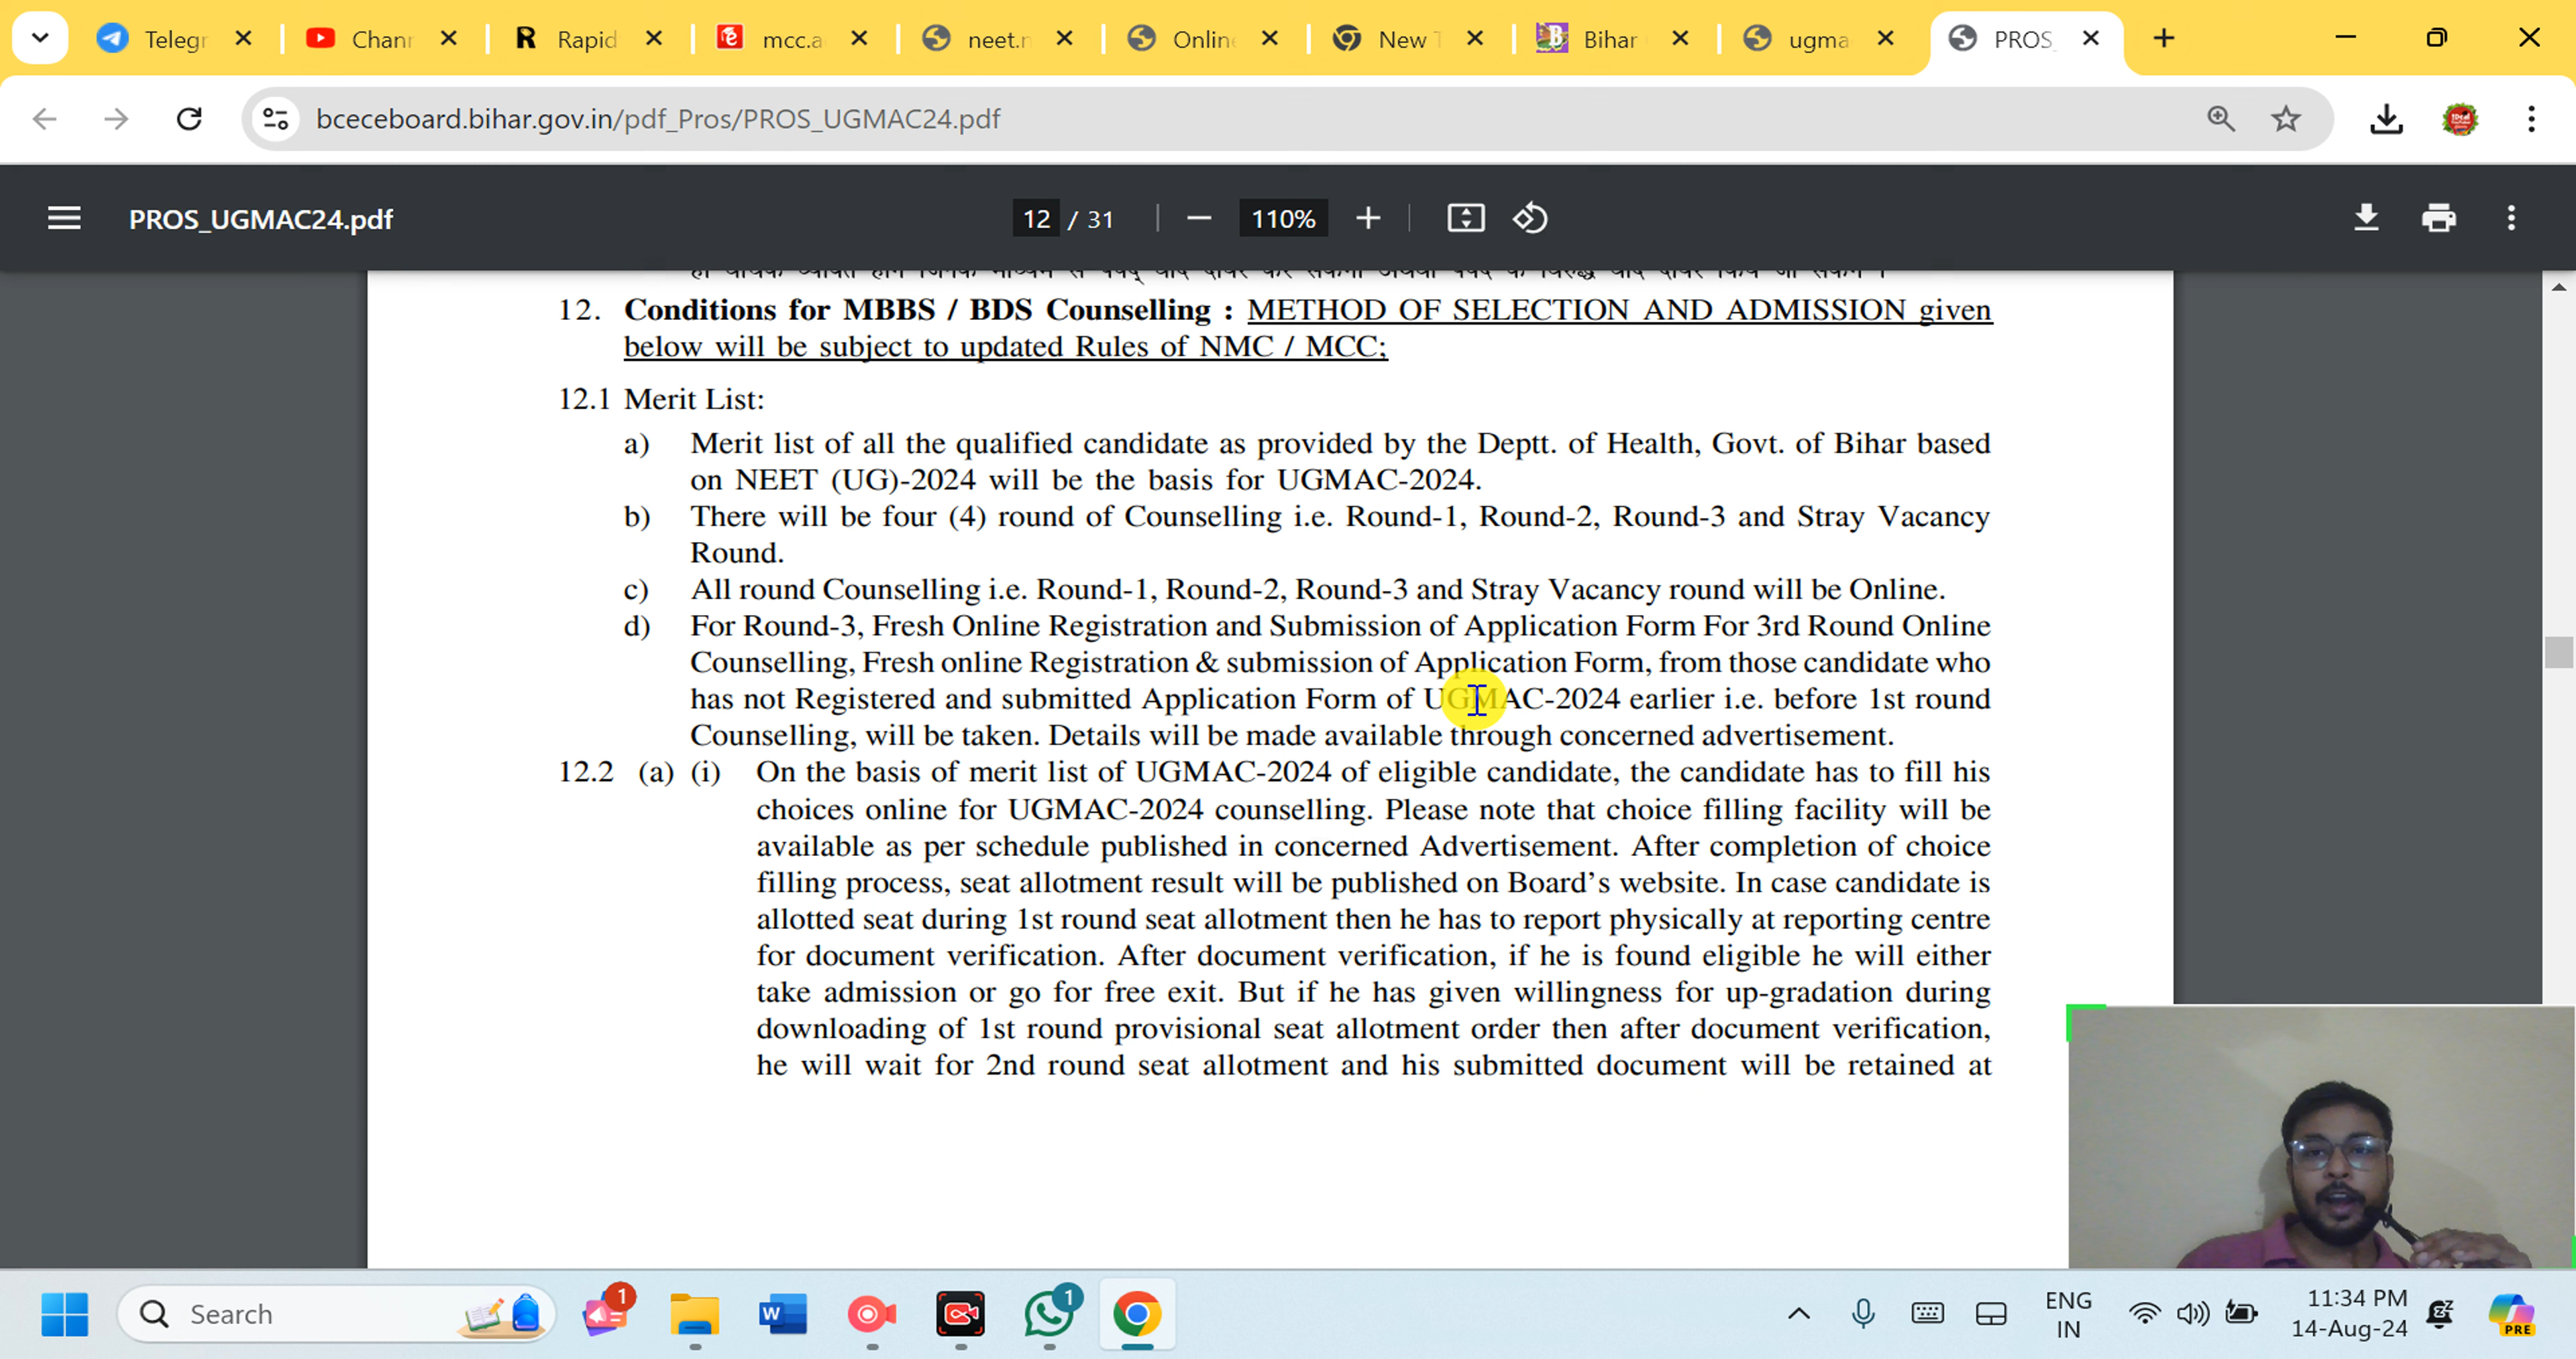 Telegr
Chanr
Rapid
mcc.a
neet.r
Online
New T
Bihar
ugma
PROS_
bceceboard.bihar.gov.in/pdf_Pros/PROS_UGMAC24.pdf
PROS_UGMAC24.pdf
12 / 31
110%
12. Conditions for MBBS / BDS Counselling : METHOD OF SELECTION AND ADMISSION given
below will be subject to updated Rules of NMC / MCC;
12.1 Merit List:
a) Merit list of all the qualified candidate as provided by the Deptt. of Health, Govt. of Bihar based
on NEET (UG)-2024 will be the basis for UGMAC-2024.
b) There will be four (4) round of Counselling i.e. Round-1, Round-2, Round-3 and Stray Vacancy
Round.
c) All round Counselling i.e. Round-1, Round-2, Round-3 and Stray Vacancy round will be Online.
d) For Round-3, Fresh Online Registration and Submission of Application Form For 3rd Round Online
Counselling, Fresh online Registration & submission of Application Form, from those candidate who
has not Registered and submitted Application Form of UGMAC-2024 earlier i.e. before 1st round
Counselling, will be taken. Details will be made available through concerned advertisement.
12.2 (a) (i) On the basis of merit list of UGMAC-2024 of eligible candidate, the candidate has to fill his
choices online for UGMAC-2024 counselling. Please note that choice filling facility will be
available as per schedule published in concerned Advertisement. After completion of choice
filling process, seat allotment result will be published on Board's website. In case candidate is
allotted seat during 1st round seat allotment then he has to report physically at reporting centre
for document verification. After document verification, if he is found eligible he will either
take admission or go for free exit. But if he has given willingness for up-gradation during
downloading of 1st round provisional seat allotment order then after document verification,
he will wait for 2nd round seat allotment and his submitted document will be retained at
Search
1
1
ENG
IN
11:34 PM
14-Aug-24
PRE